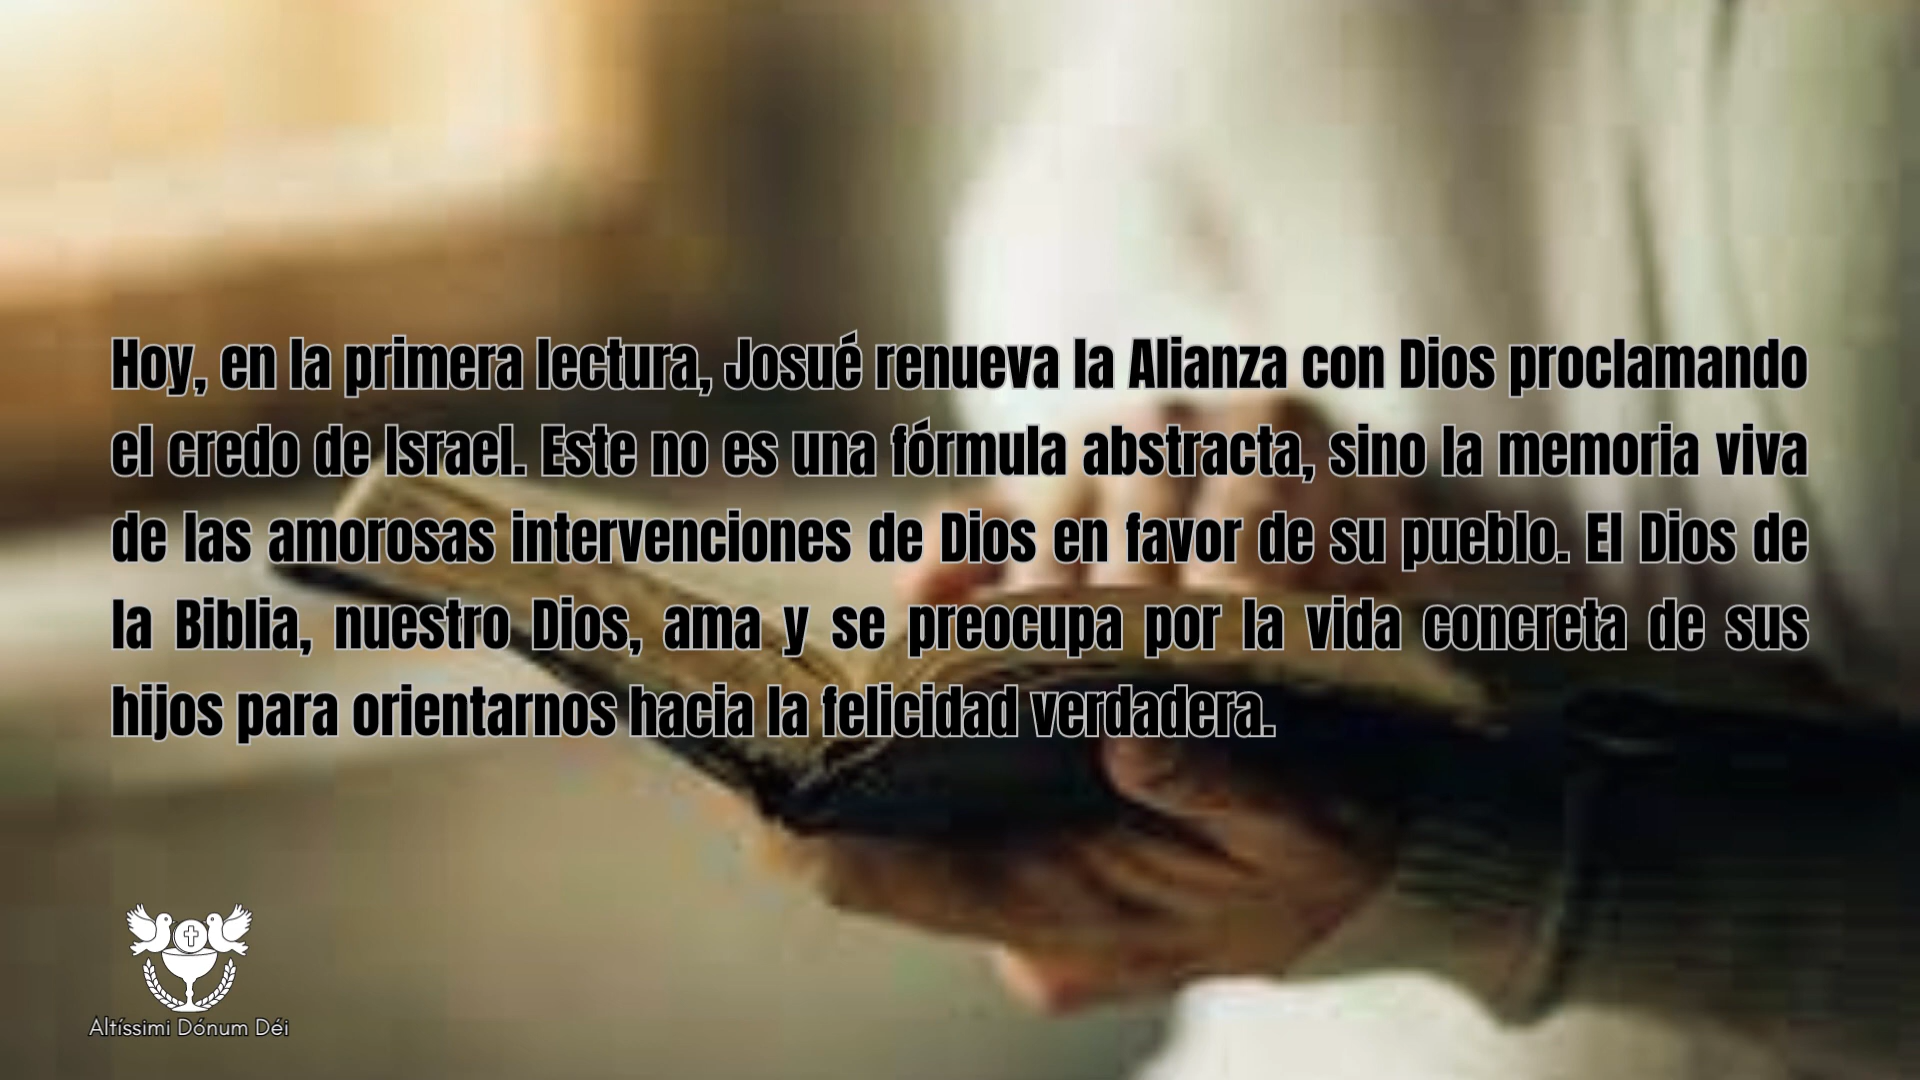 Hoy, en la primera lectura, Josué renueva la Alianza con Dios proclamando
el credo de Israel. Este no es una fórmula abstracta, sino la memoria viva
de las amorosas intervenciones de Dios en favor de su pueblo. El Dios de
la Biblia, nuestro Dios, ama y se preocupa por la vida concreta de sus
hijos para orientarnos hacia la felicidad verdadera.
Altíssimi Dónum Déi